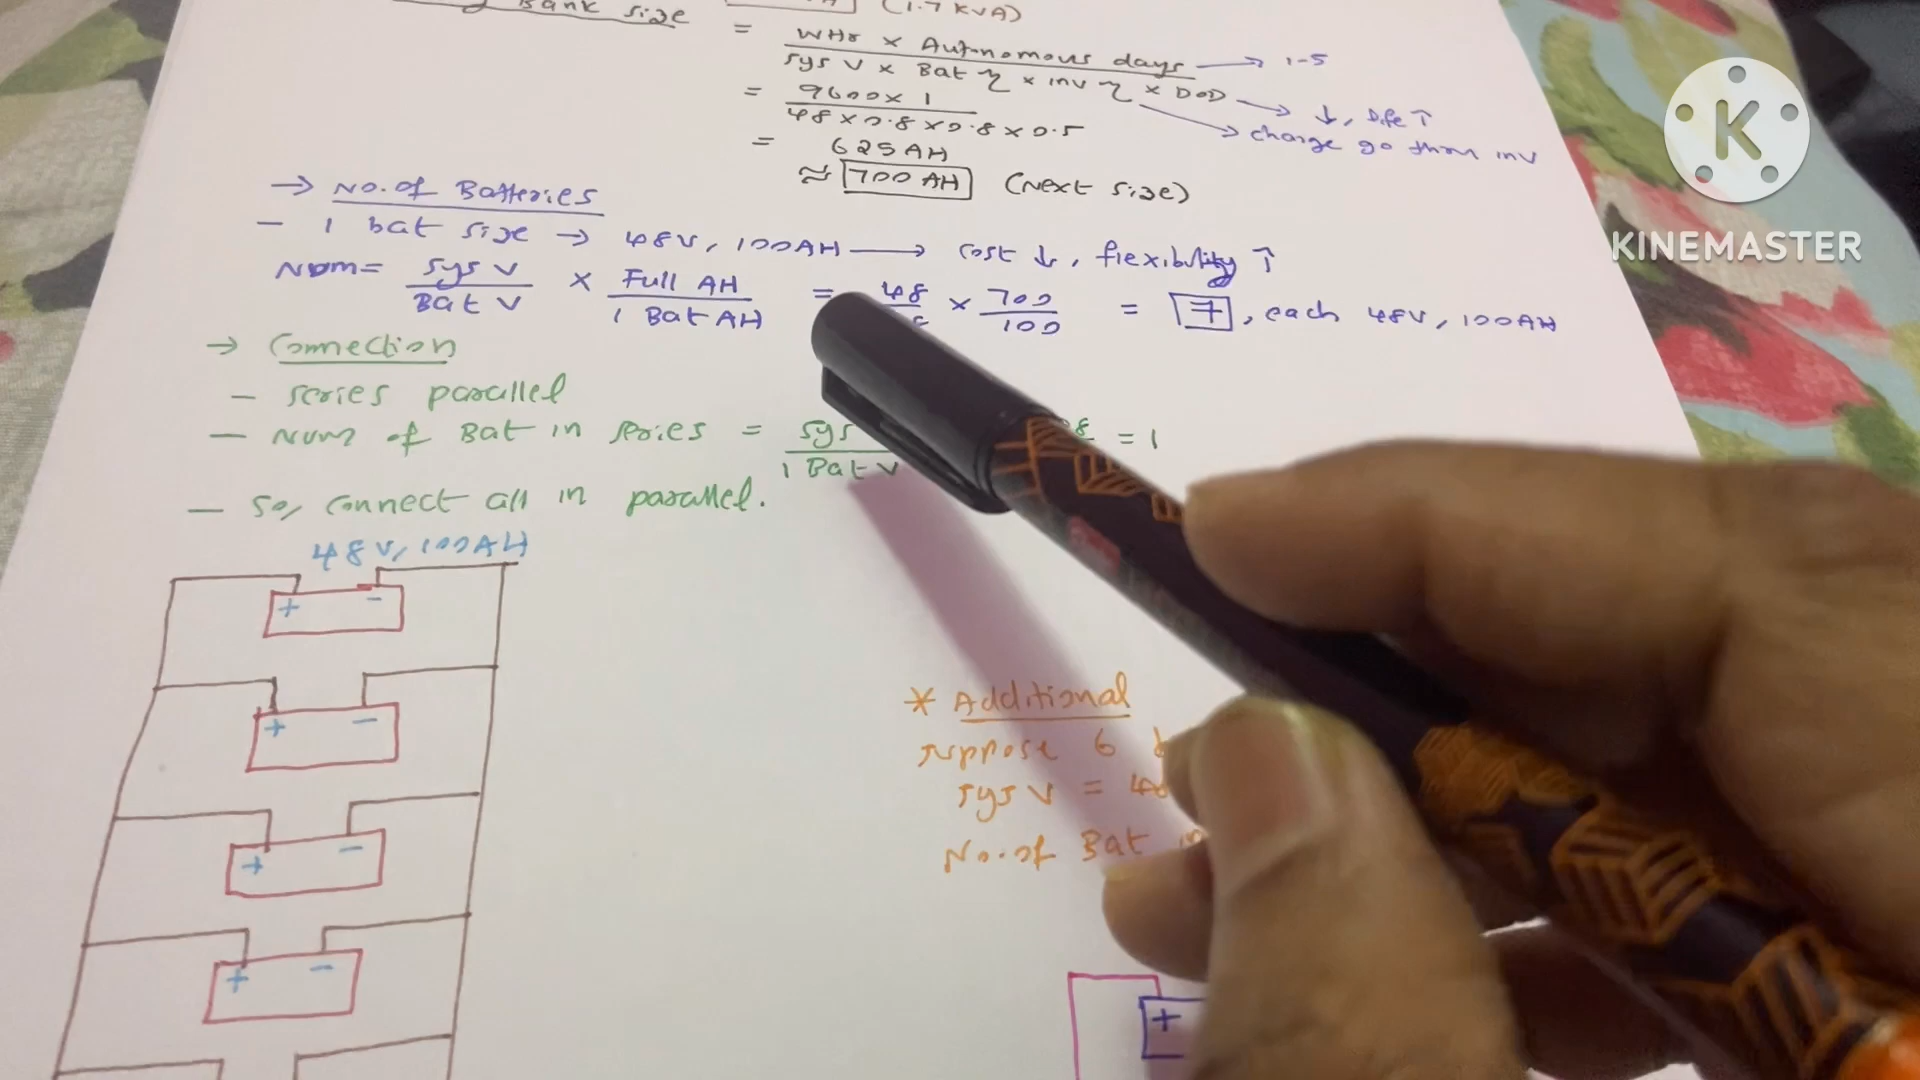 Bank size
(1.7 KVA)
= WHr x Autonomous days → 1-5
sys V x Bat η x inv η x DOD → ↓, life ↑
→ charge go from inv
= 9600 x 1
48 x 0.8 x 0.8 x 0.5
= 625 AH
≈ 700 AH (Next size)
→ No. of Batteries
- 1 bat size → 48V, 100AH → cost ↓, flexibility ↑
Num = sys V / Bat V x Full AH / 1 Bat AH = 48 x 700 / 100 = 7, each 48V, 100AH
→ Connection
- series parallel
- Num of Bat in series = sys / 1 Bat V = 1
- So, connect all in parallel.
48V, 100AH
+ -
+ -
+ -
+ -
* Additional
suppose 6
sys V =
No. of Bat in
+
K
KINEMASTER